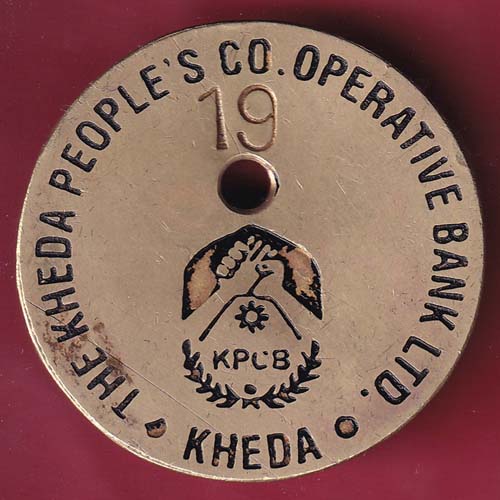 THE KHEDA PEOPLE'S CO. OPERATIVE BANK LTD.
19
KPCB
• KHEDA •